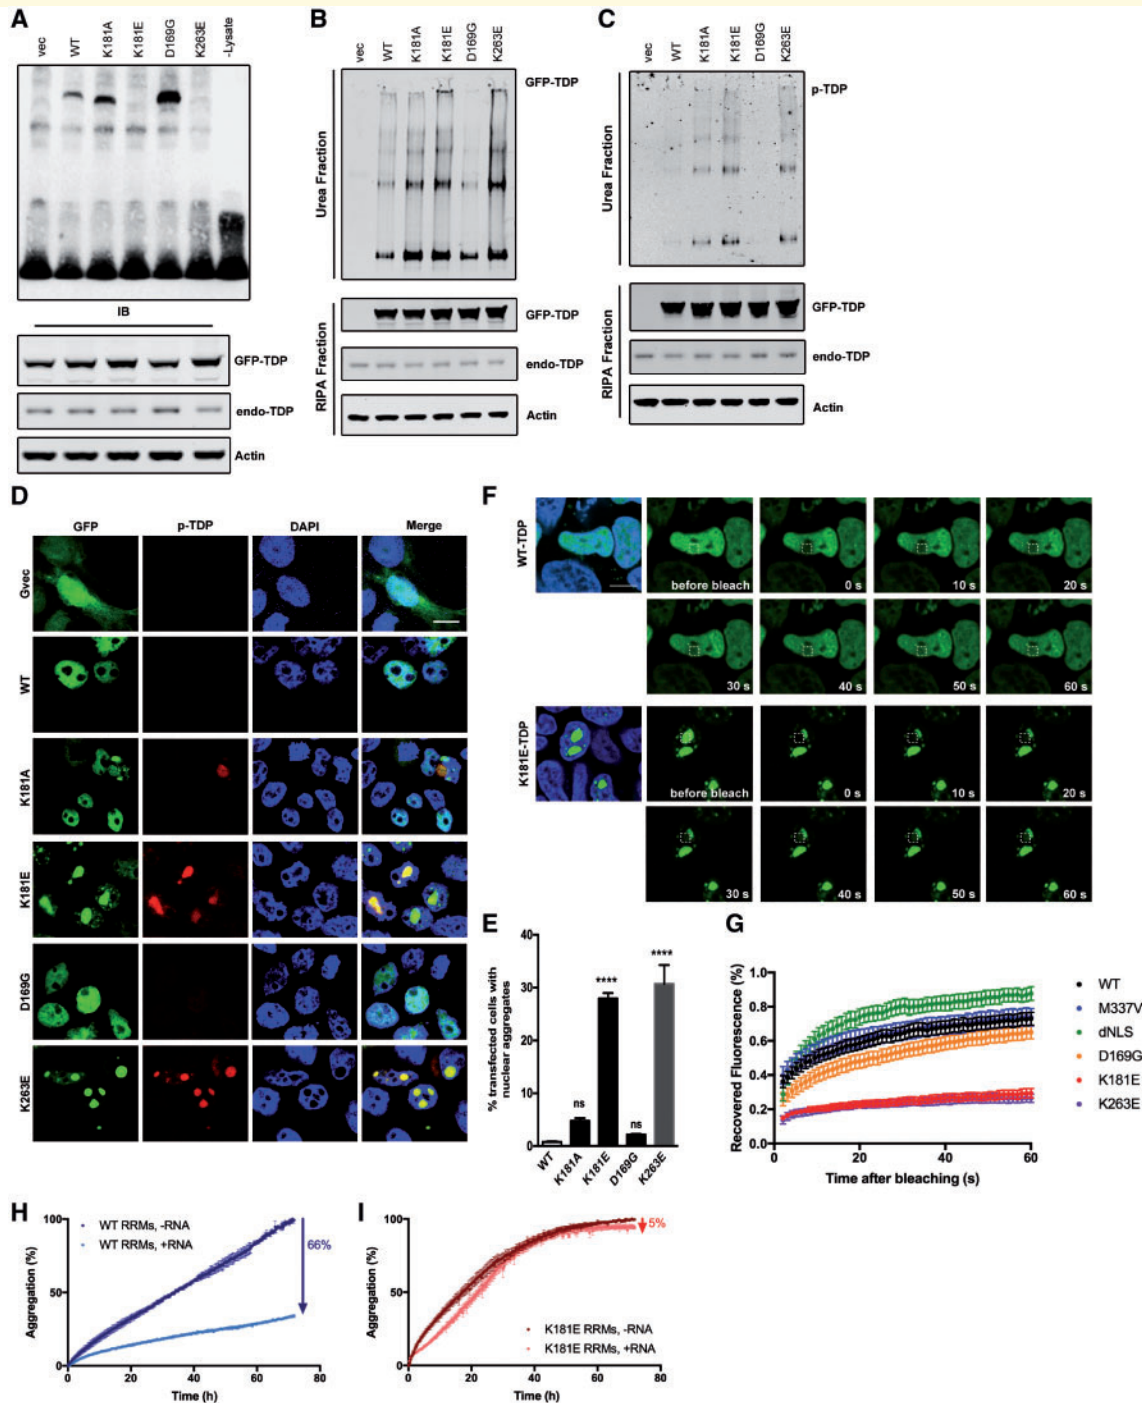 A
vec
WT
K181A
K181E
D169G
K263E
-Lysate
IB
GFP-TDP
endo-TDP
Actin
B
vec
WT
K181A
K181E
D169G
K263E
GFP-TDP
Urea Fraction
RIPA Fraction
GFP-TDP
endo-TDP
Actin
C
vec
WT
K181A
K181E
D169G
K263E
p-TDP
Urea Fraction
RIPA Fraction
GFP-TDP
endo-TDP
Actin
D
GFP p-TDP DAPI Merge
Gvec
WT
K181A
K181E
D169G
K263E
F
WT-TDP
before bleach 0 s 10 s 20 s
30 s 40 s 50 s 60 s
K181E-TDP
before bleach 0 s 10 s 20 s
30 s 40 s 50 s 60 s
E
% transfected cells with
nuclear aggregates
40
30
20
10
0
ns
****
ns
****
WT
K181A
K181E
D169G
K263E
G
Recovered Fluorescence (%)
1.0
0.8
0.6
0.4
0.2
0.0
0 20 40 60
Time after bleaching (s)
WT
M337V
dNLS
D169G
K181E
K263E
H
Aggregation (%)
100
50
0
WT RRMs, -RNA
WT RRMs, +RNA
66%
0 20 40 60 80
Time (h)
I
Aggregation (%)
100
50
0
5%
K181E RRMs, -RNA
K181E RRMs, +RNA
0 20 40 60 80
Time (h)